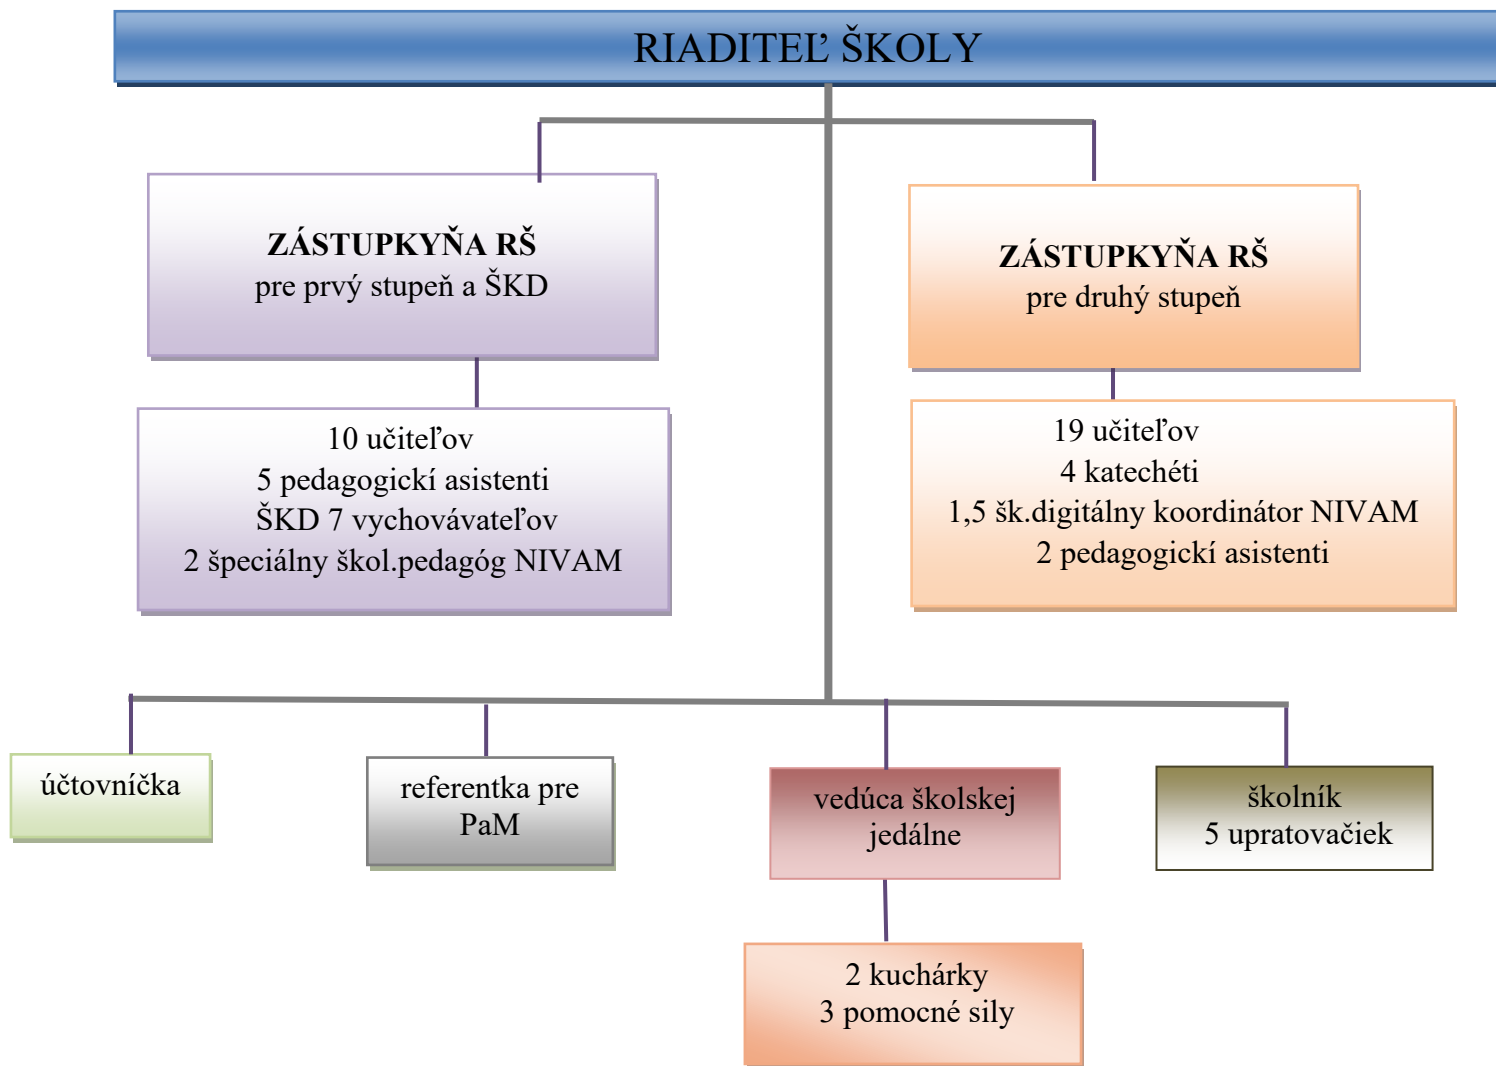 RIADITEĽ ŠKOLY
ZÁSTUPKYŇA RŠ
pre prvý stupeň a ŠKD
ZÁSTUPKYŇA RŠ
pre druhý stupeň
10 učiteľov
5 pedagogickí asistenti
ŠKD 7 vychovávateľov
2 špeciálny škol.pedagóg NIVAM
19 učiteľov
4 katechéti
1,5 šk.digitálny koordinátor NIVAM
2 pedagogickí asistenti
účtovníčka
referentka pre
PaM
vedúca školskej
jedálne
školník
5 upratovačiek
2 kuchárky
3 pomocné sily